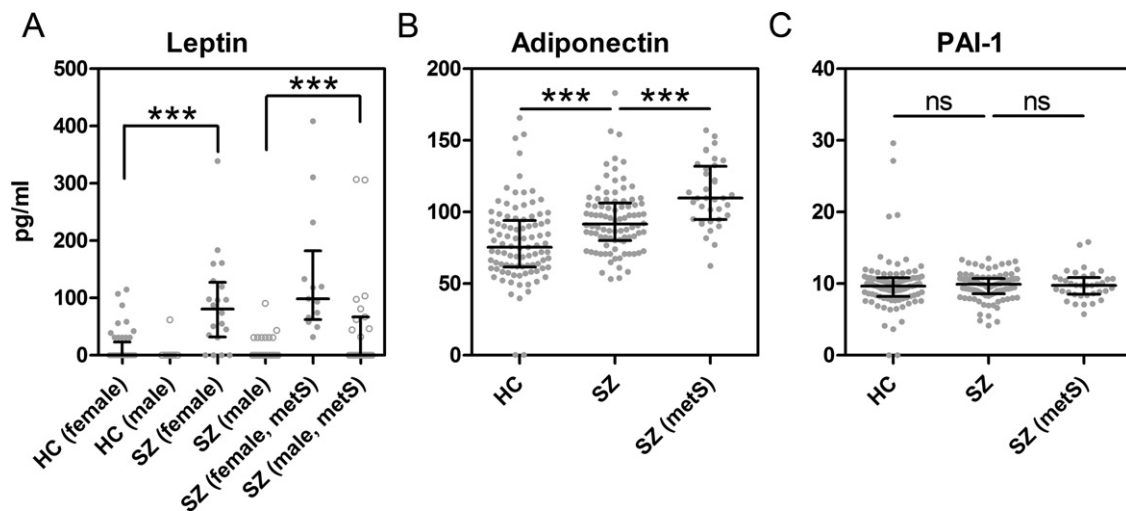 A
Leptin
pg/ml
500
400
300
200
100
0
***
***
HC (female)
HC (male)
SZ (female)
SZ (male)
SZ (female, metS)
SZ (male, metS)
B
Adiponectin
200
150
100
50
0
***
***
HC
SZ
SZ (metS)
C
PAI-1
40
30
20
10
0
ns
ns
HC
SZ
SZ (metS)